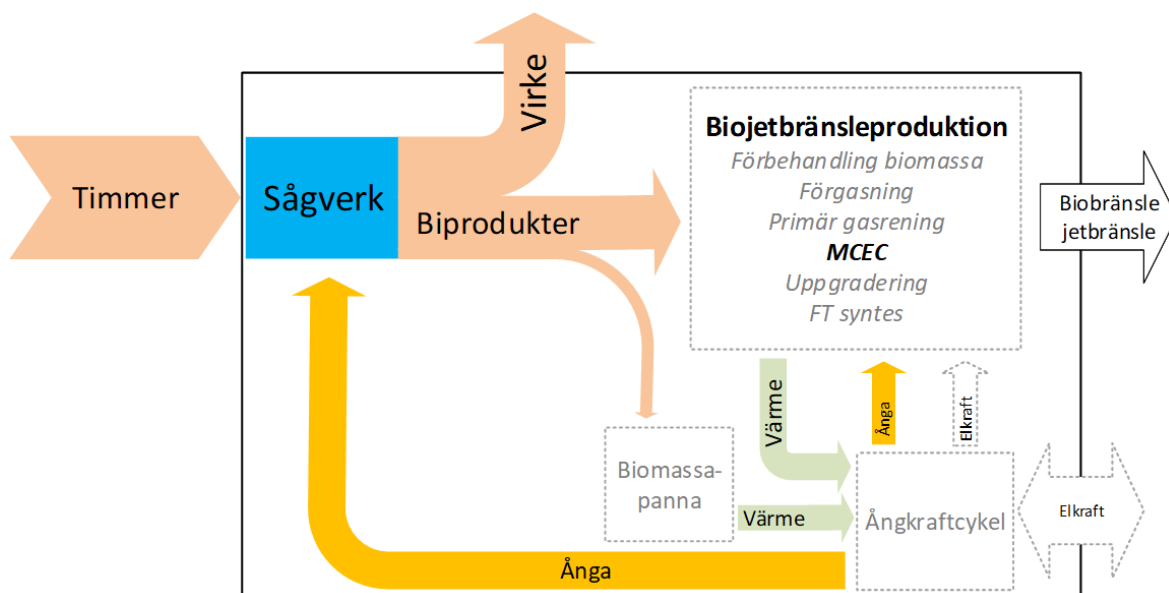 Virke
Timmer
Sågverk
Biprodukter
Biojetbränsleproduktion
Förbehandling biomassa
Förgasning
Primär gasrening
MCEC
Uppgradering
FT syntes
Biobränsle
jetbränsle
Värme
Ånga
Elkraft
Biomassa-
panna
Värme
Ångkraftcykel
Elkraft
Ånga